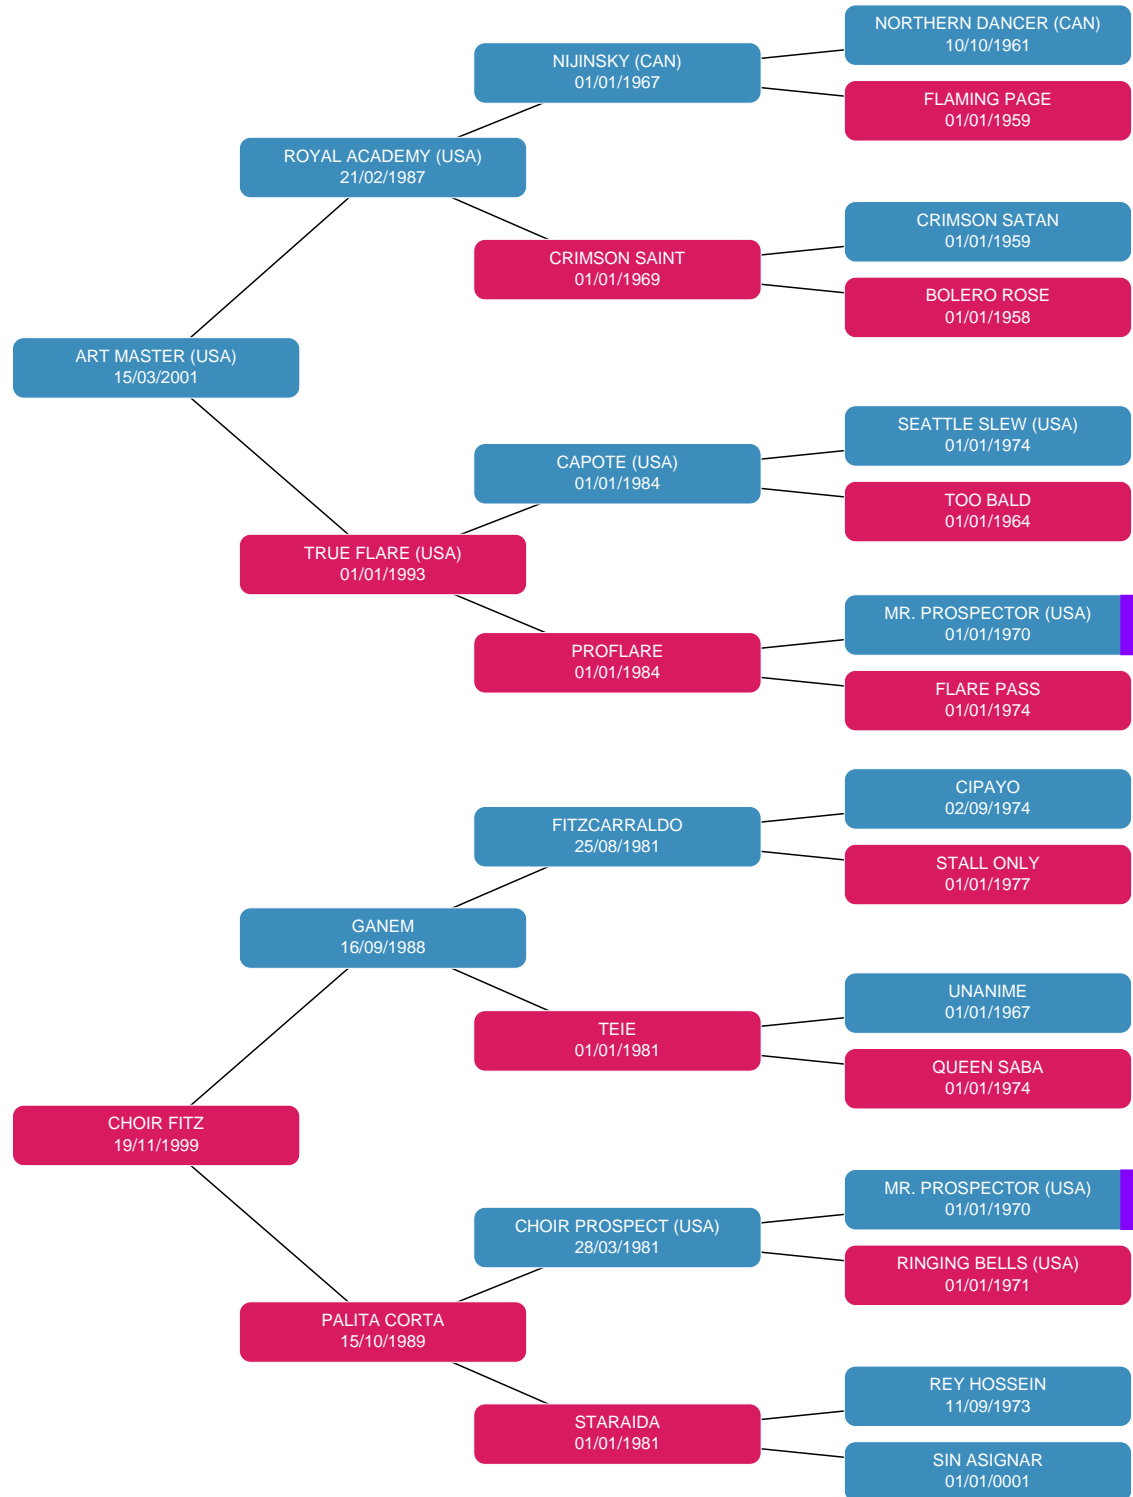 NORTHERN DANCER (CAN)
10/10/1961
NIJINSKY (CAN)
01/01/1967
FLAMING PAGE
01/01/1959
ROYAL ACADEMY (USA)
21/02/1987
CRIMSON SATAN
01/01/1959
CRIMSON SAINT
01/01/1969
BOLERO ROSE
01/01/1958
ART MASTER (USA)
15/03/2001
SEATTLE SLEW (USA)
01/01/1974
CAPOTE (USA)
01/01/1984
TOO BALD
01/01/1964
TRUE FLARE (USA)
01/01/1993
MR. PROSPECTOR (USA)
01/01/1970
PROFLARE
01/01/1984
FLARE PASS
01/01/1974
CIPAYO
02/09/1974
FITZCARRALDO
25/08/1981
STALL ONLY
01/01/1977
GANEM
16/09/1988
UNANIME
01/01/1967
TEIE
01/01/1981
QUEEN SABA
01/01/1974
CHOIR FITZ
19/11/1999
MR. PROSPECTOR (USA)
01/01/1970
CHOIR PROSPECT (USA)
28/03/1981
RINGING BELLS (USA)
01/01/1971
PALITA CORTA
15/10/1989
REY HOSSEIN
11/09/1973
STARAIDA
01/01/1981
SIN ASIGNAR
01/01/0001